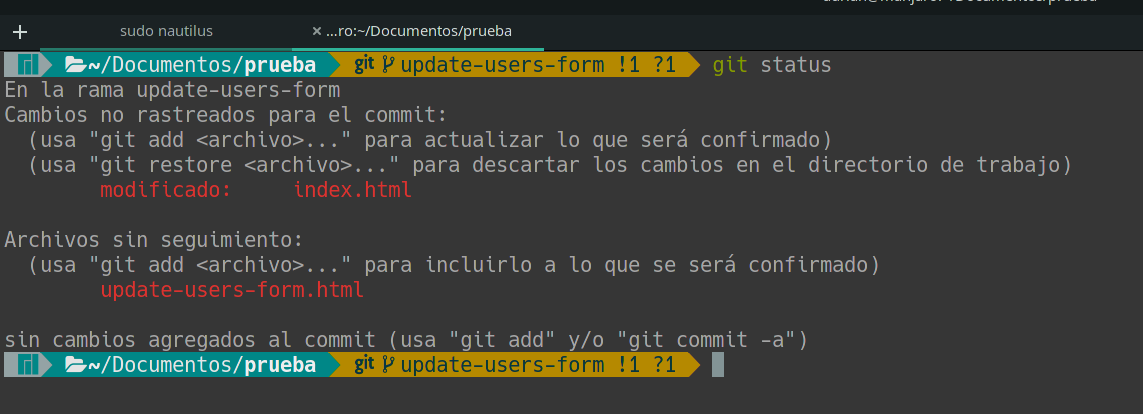 + sudo nautilus × ...ro:~/Documentos/prueba
~/Documentos/prueba git update-users-form !1 ?1 git status
En la rama update-users-form
Cambios no rastreados para el commit:
(usa "git add <archivo>..." para actualizar lo que será confirmado)
(usa "git restore <archivo>..." para descartar los cambios en el directorio de trabajo)
modificado: index.html
Archivos sin seguimiento:
(usa "git add <archivo>..." para incluirlo a lo que se será confirmado)
update-users-form.html
sin cambios agregados al commit (usa "git add" y/o "git commit -a")
~/Documentos/prueba git update-users-form !1 ?1